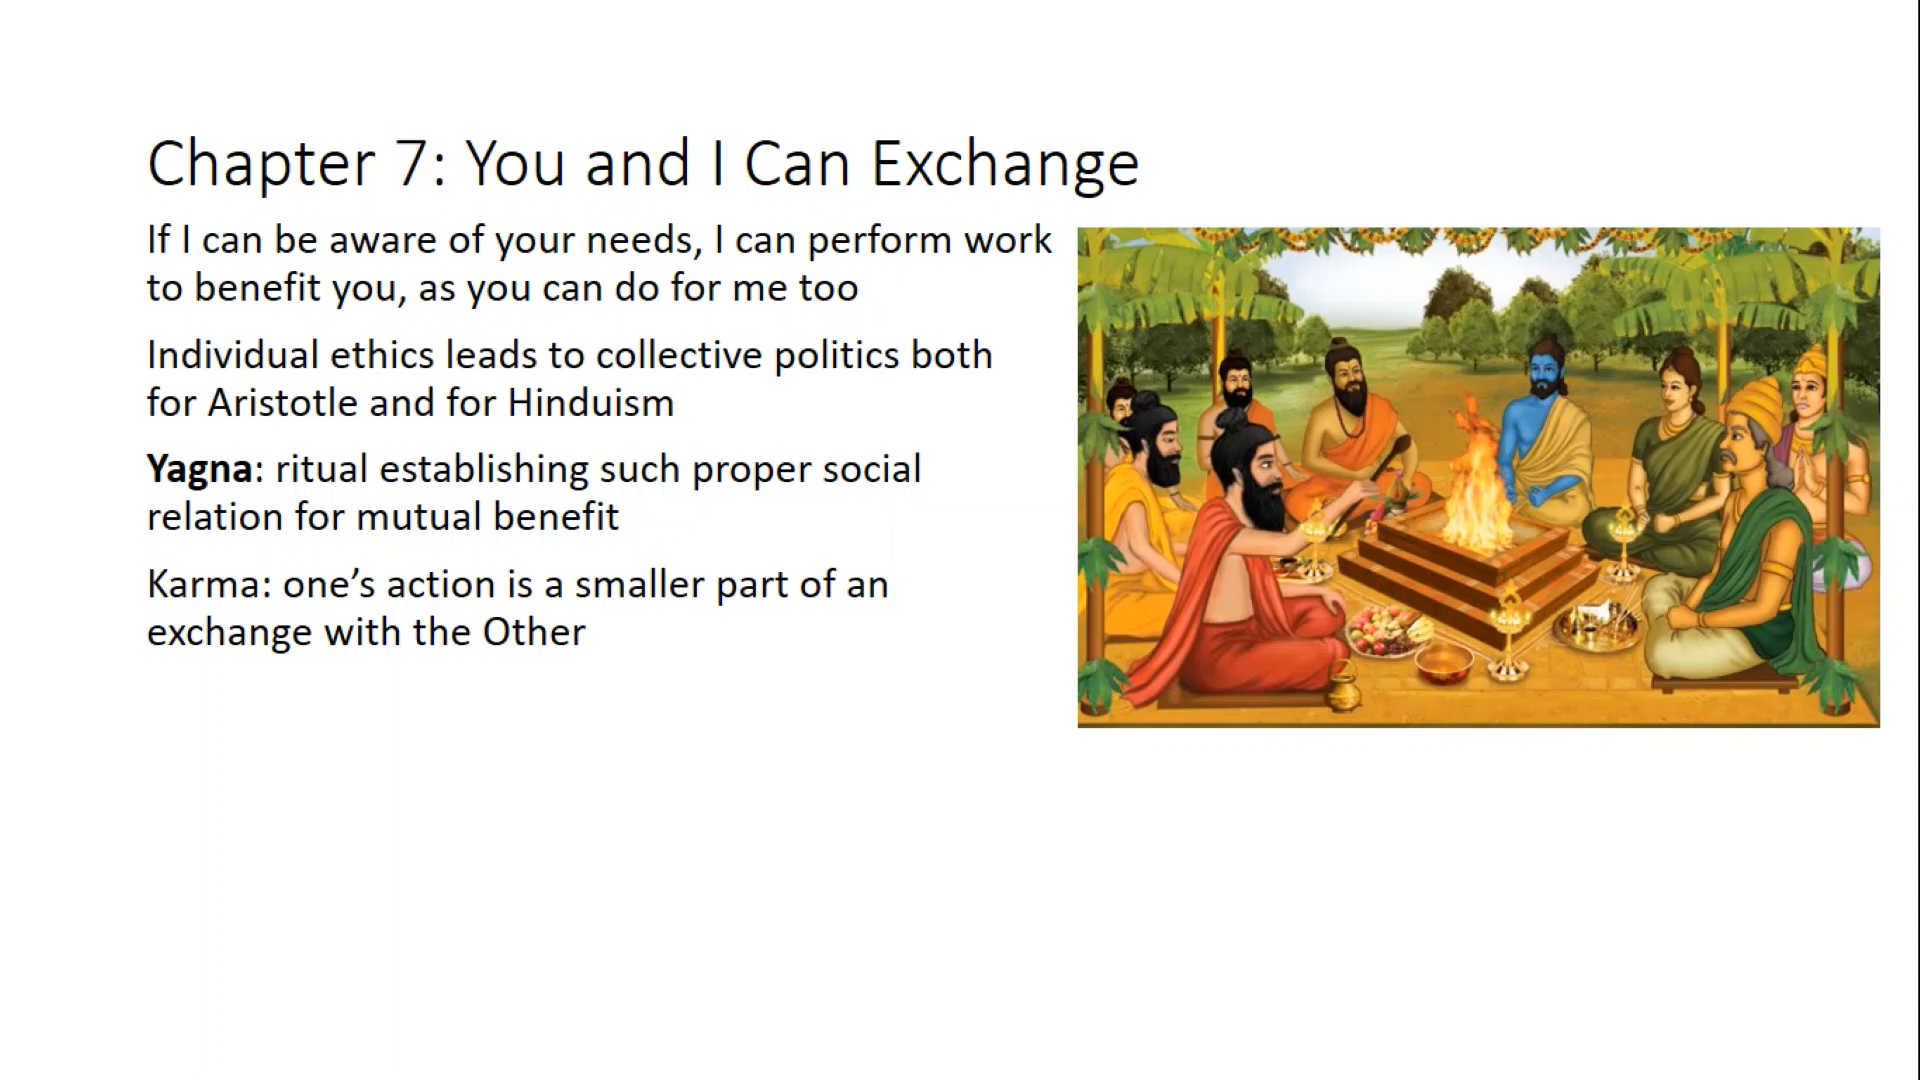 Chapter 7: You and I Can Exchange
If I can be aware of your needs, I can perform work
to benefit you, as you can do for me too
Individual ethics leads to collective politics both
for Aristotle and for Hinduism
Yagna: ritual establishing such proper social
relation for mutual benefit
Karma: one’s action is a smaller part of an
exchange with the Other